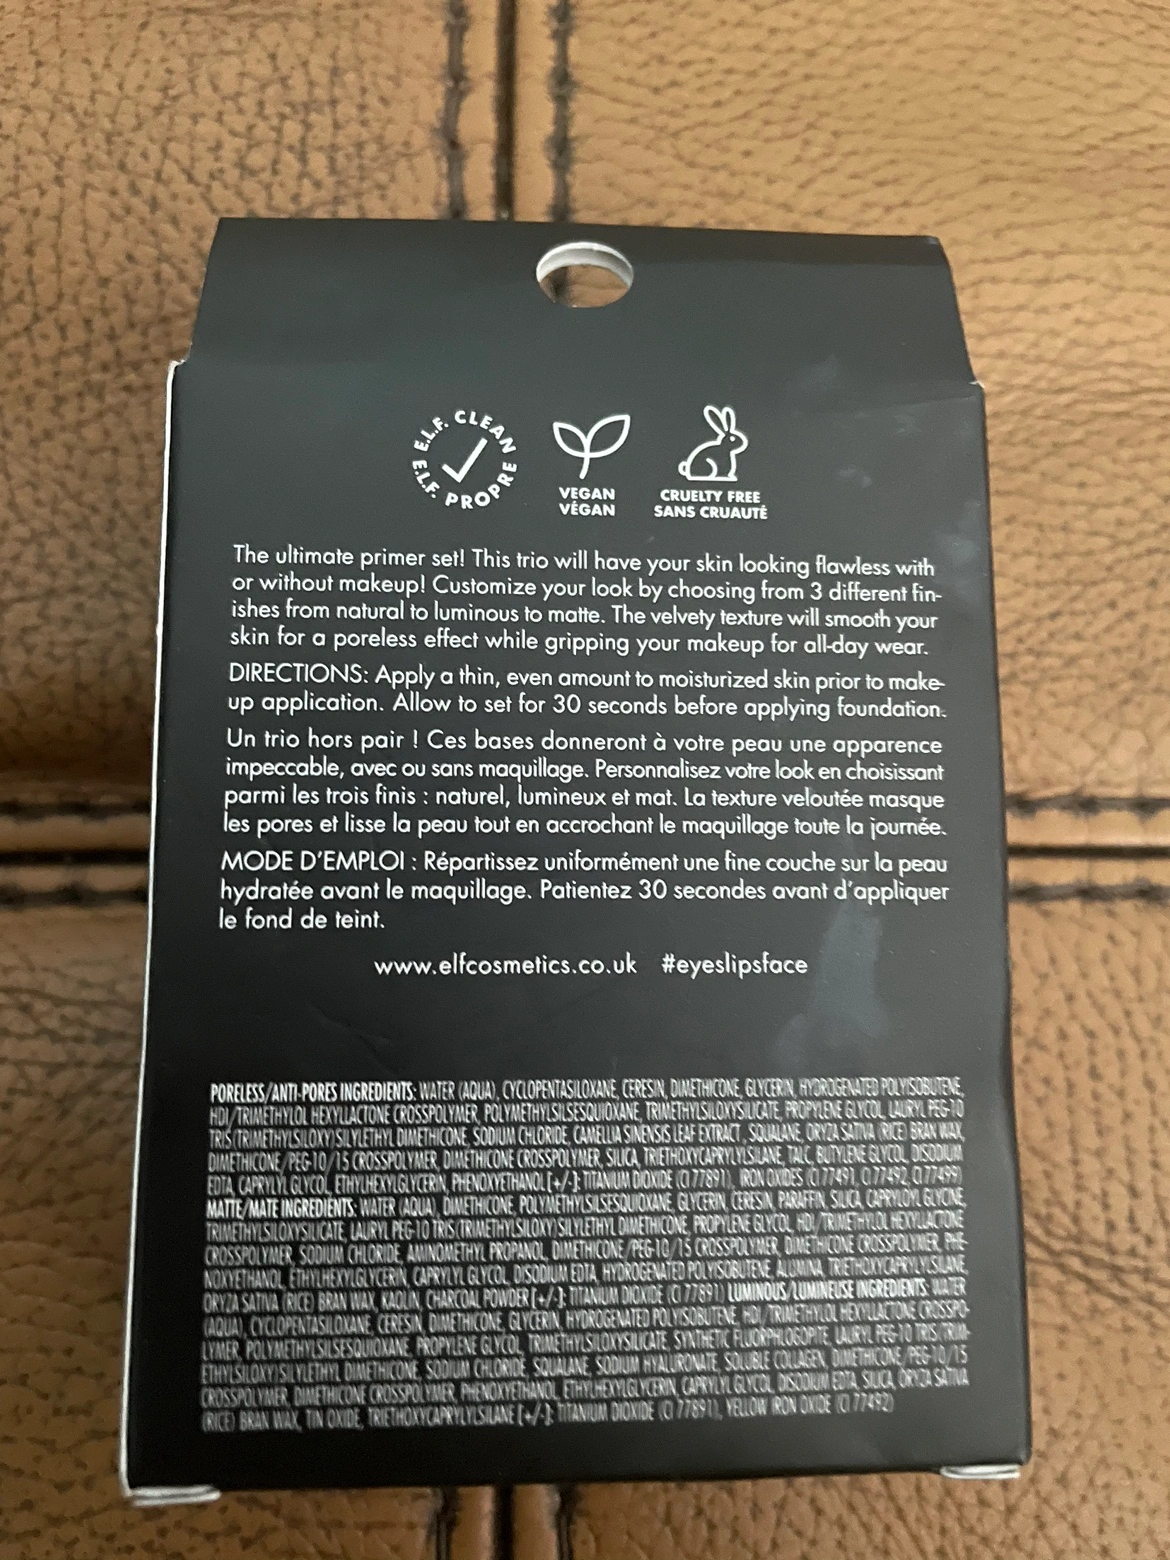 E.L.F. CLEAN
E.L.F. PROPRE
VEGAN
VÉGAN
CRUELTY FREE
SANS CRUAUTÉ
The ultimate primer set! This trio will have your skin looking flawless with
or without makeup! Customize your look by choosing from 3 different fin-
ishes from natural to luminous to matte. The velvety texture will smooth your
skin for a poreless effect while gripping your makeup for all-day wear.
DIRECTIONS: Apply a thin, even amount to moisturized skin prior to make-
up application. Allow to set for 30 seconds before applying foundation.
Un trio hors pair ! Ces bases donneront à votre peau une apparence
impeccable, avec ou sans maquillage. Personnalisez votre look en choisissant
parmi les trois finis : naturel, lumineux et mat. La texture veloutée masque
les pores et lisse la peau tout en accrochant le maquillage toute la journée.
MODE D'EMPLOI : Répartissez uniformément une fine couche sur la peau
hydratée avant le maquillage. Patientez 30 secondes avant d'appliquer
le fond de teint.
www.elfcosmetics.co.uk #eyeslipsface
PORELESS/ANTI-PORES INGREDIENTS: WATER (AQUA), CYCLOPENTASILOXANE, CERESIN, DIMETHICONE, GLYCERIN, HYDROGENATED POLYISOBUTENE,
HDI/TRIMETHYLOL HEXYLLACTONE CROSSPOLYMER, POLYMETHYLSILSESQUIOXANE, TRIMETHYLSILOXYSILICATE, PROPYLENE GLYCOL, LAURYL PEG-10
TRIS(TRIMETHYLSILOXY)SILYLETHYL DIMETHICONE, SODIUM CHLORIDE, CAMELLIA SINENSIS LEAF EXTRACT, SQUALANE, ORYZA SATIVA (RICE) BRAN WAX,
DIMETHICONE/PEG-10/15 CROSSPOLYMER, DIMETHICONE CROSSPOLYMER, SILICA, TRIETHOXYCAPRYLYLSILANE, TALC, BUTYLENE GLYCOL, DISODIUM
EDTA, CAPRYLYL GLYCOL, ETHYLHEXYLGLYCERIN, PHENOXYETHANOL [+/-]: TITANIUM DIOXIDE (CI 77891), IRON OXIDES (CI 77491, CI 77492, CI 77499)
MATTE/MATE INGREDIENTS: WATER (AQUA), DIMETHICONE, POLYMETHYLSILSESQUIOXANE, GLYCERIN, CERESIN, PARAFFIN, SILICA, CAPRYLOYL GLYCINE,
TRIMETHYLSILOXYSILICATE, LAURYL PEG-10 TRIS(TRIMETHYLSILOXY)SILYLETHYL DIMETHICONE, PROPYLENE GLYCOL, HDI/TRIMETHYLOL HEXYLLACTONE
CROSSPOLYMER, SODIUM CHLORIDE, AMINOMETHYL PROPANOL, DIMETHICONE/PEG-10/15 CROSSPOLYMER, DIMETHICONE CROSSPOLYMER, PHE-
NOXYETHANOL, ETHYLHEXYLGLYCERIN, CAPRYLYL GLYCOL, DISODIUM EDTA, HYDROGENATED POLYISOBUTENE, ALUMINA, TRIETHOXYCAPRYLYLSILANE,
ORYZA SATIVA (RICE) BRAN WAX, KAOLIN, CHARCOAL POWDER [+/-]: TITANIUM DIOXIDE (CI 77891) LUMINOUS/LUMINEUSE INGREDIENTS: WATER
(AQUA), CYCLOPENTASILOXANE, CERESIN, DIMETHICONE, GLYCERIN, HYDROGENATED POLYISOBUTENE, HDI/TRIMETHYLOL HEXYLLACTONE CROSSPO-
LYMER, POLYMETHYLSILSESQUIOXANE, PROPYLENE GLYCOL, TRIMETHYLSILOXYSILICATE, SYNTHETIC FLUORPHLOGOPITE, LAURYL PEG-10 TRIS(TRIM-
ETHYLSILOXY)SILYLETHYL DIMETHICONE, SODIUM CHLORIDE, SQUALANE, SODIUM HYALURONATE, SOLUBLE COLLAGEN, DIMETHICONE/PEG-10/15
CROSSPOLYMER, DIMETHICONE CROSSPOLYMER, PHENOXYETHANOL, ETHYLHEXYLGLYCERIN, CAPRYLYL GLYCOL, DISODIUM EDTA, SILICA, ORYZA SATIVA
(RICE) BRAN WAX, TIN OXIDE, TRIETHOXYCAPRYLYLSILANE [+/-]: TITANIUM DIOXIDE (CI 77891), YELLOW IRON OXIDE (CI 77492)